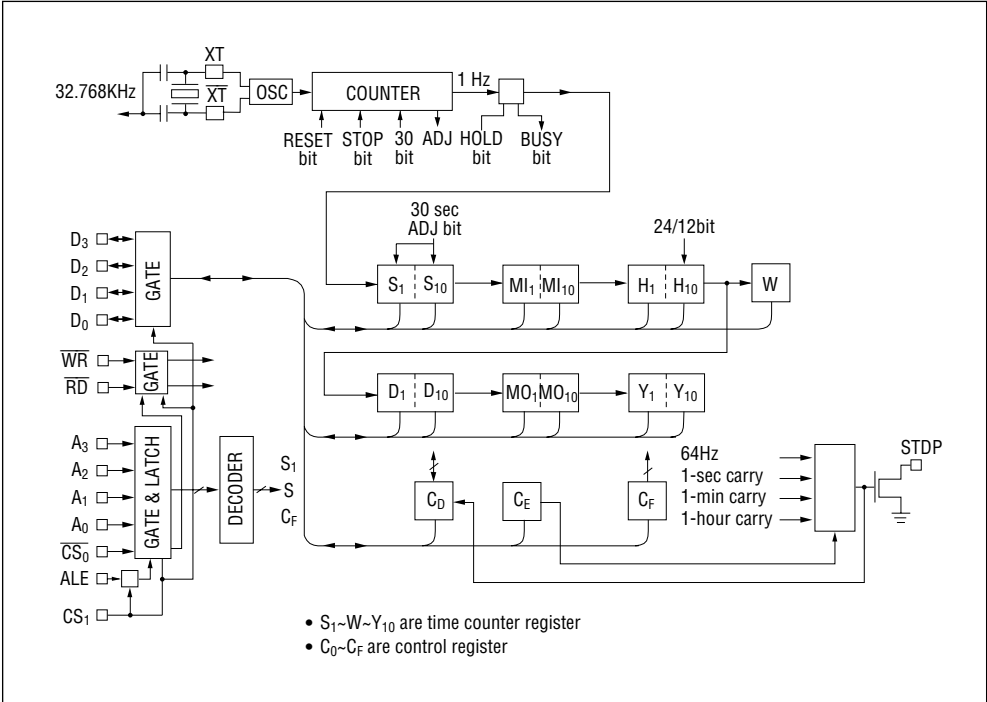 XT
32.768KHz
XT
OSC
COUNTER
1 Hz
RESET bit
STOP bit
30 bit
ADJ
HOLD bit
BUSY bit
30 sec
ADJ bit
24/12bit
D3
D2
D1
D0
GATE
S1 S10
MI1 MI10
H1 H10
W
WR
RD
GATE
D1 D10
MO1 MO10
Y1 Y10
A3
A2
A1
A0
CS0
ALE
CS1
GATE & LATCH
DECODER
S1
S
CF
CD
CE
CF
64Hz
1-sec carry
1-min carry
1-hour carry
STDP
• S1~W~Y10 are time counter register
• C0~CF are control register